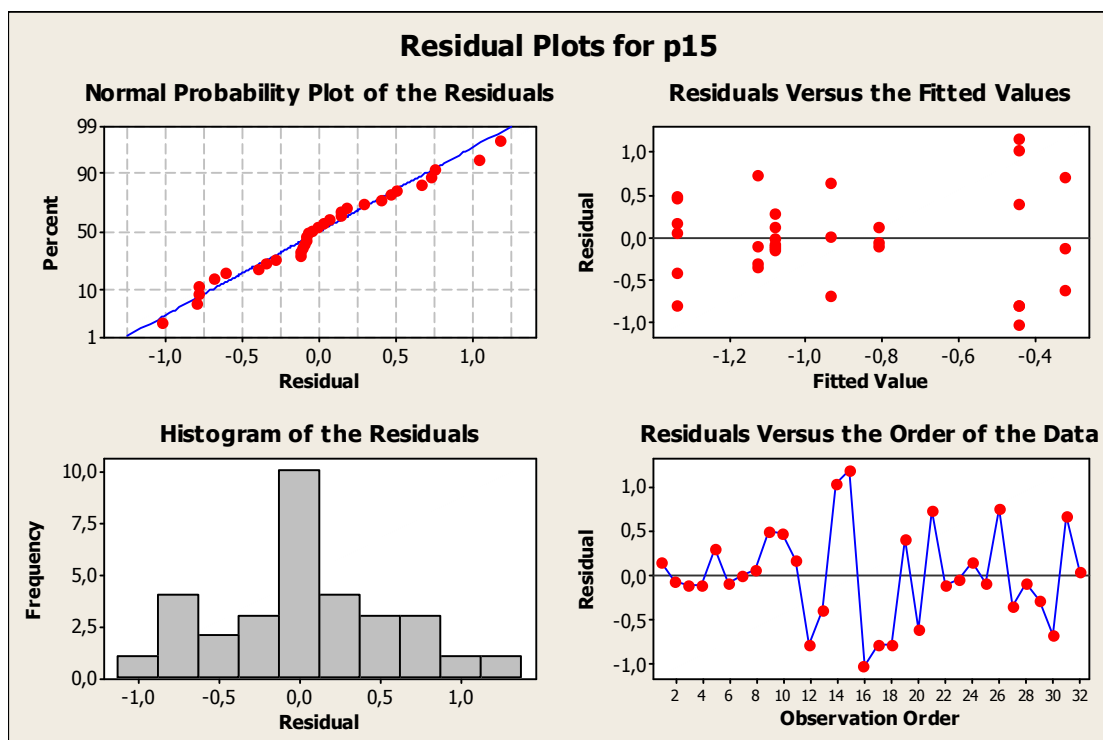 Residual Plots for p15
Normal Probability Plot of the Residuals
99
90
50
10
1
Percent
-1,0 -0,5 0,0 0,5 1,0
Residual
Residuals Versus the Fitted Values
1,0
0,5
0,0
-0,5
-1,0
Residual
-1,2 -1,0 -0,8 -0,6 -0,4
Fitted Value
Histogram of the Residuals
10,0
7,5
5,0
2,5
0,0
Frequency
-1,0 -0,5 0,0 0,5 1,0
Residual
Residuals Versus the Order of the Data
1,0
0,5
0,0
-0,5
-1,0
Residual
2 4 6 8 10 12 14 16 18 20 22 24 26 28 30 32
Observation Order